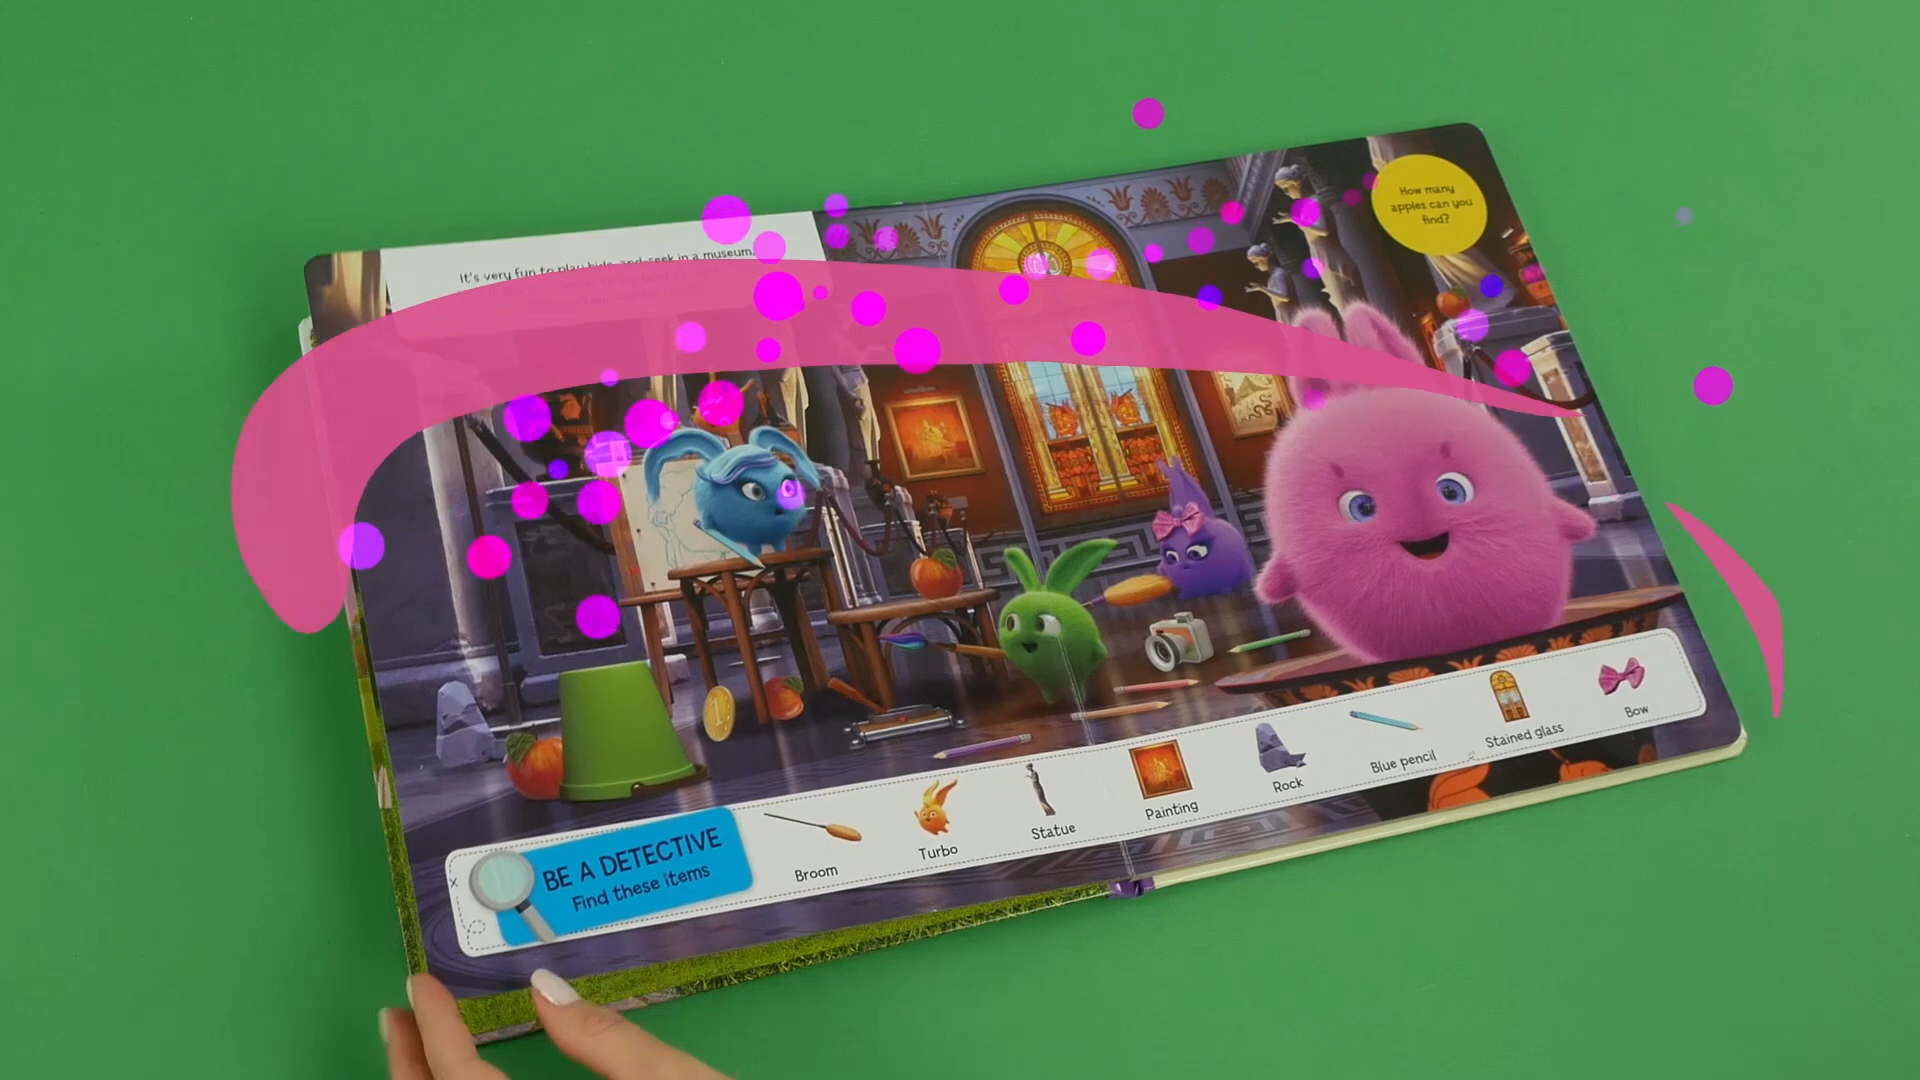 It's very fun to play hide-and-seek in a museum.
How many
apples can you
find?
1
BE A DETECTIVE
Find these items
Broom
Turbo
Statue
Painting
Rock
Blue pencil
Stained glass
Bow